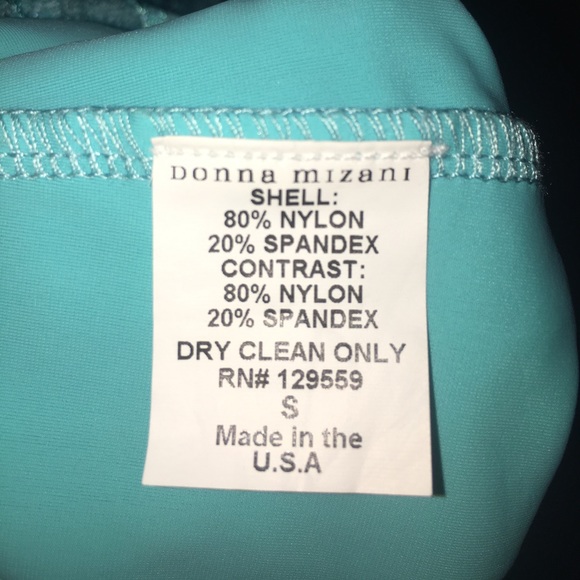 Donna mizani
SHELL:
80% NYLON
20% SPANDEX
CONTRAST:
80% NYLON
20% SPANDEX
DRY CLEAN ONLY
RN# 129559
S
Made in the
U.S.A